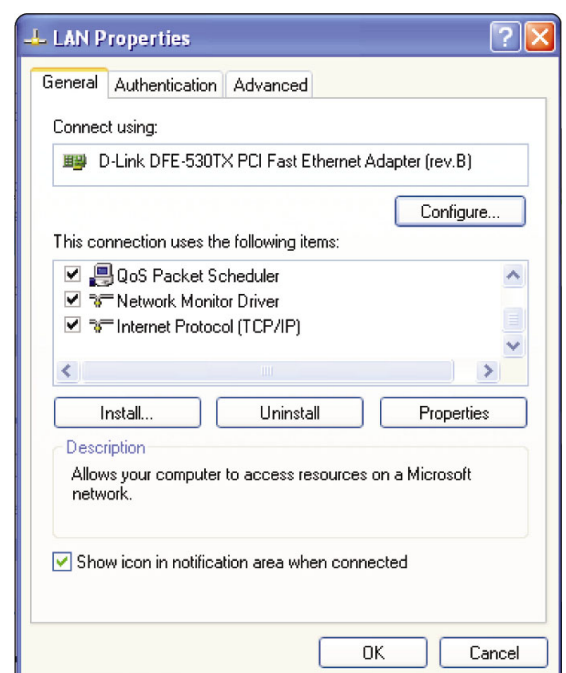 LAN Properties
General Authentication Advanced
Connect using:
D-Link DFE-530TX PCI Fast Ethernet Adapter (rev.B)
Configure...
This connection uses the following items:
QoS Packet Scheduler
Network Monitor Driver
Internet Protocol (TCP/IP)
Install... Uninstall Properties
Description
Allows your computer to access resources on a Microsoft
network.
Show icon in notification area when connected
OK Cancel